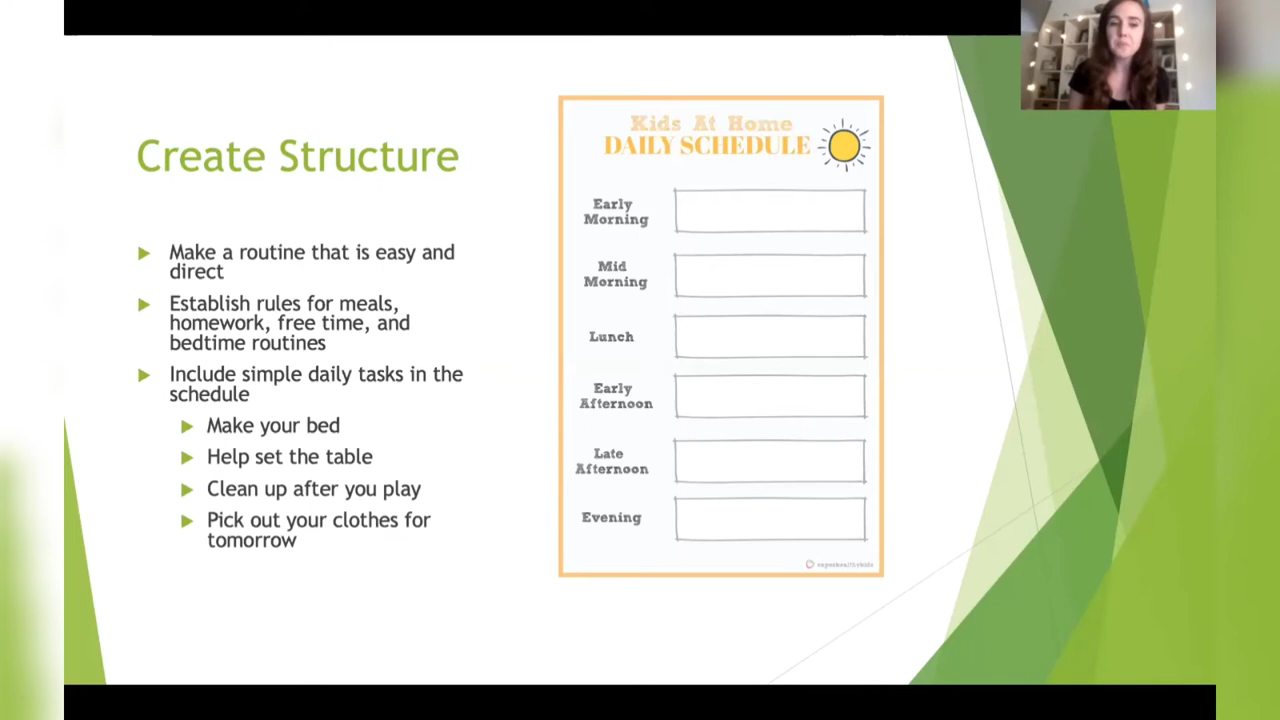 Create Structure
Make a routine that is easy and
direct
Establish rules for meals,
homework, free time, and
bedtime routines
Include simple daily tasks in the
schedule
Make your bed
Help set the table
Clean up after you play
Pick out your clothes for
tomorrow
Kids At Home
DAILY SCHEDULE
Early
Morning
Mid
Morning
Lunch
Early
Afternoon
Late
Afternoon
Evening